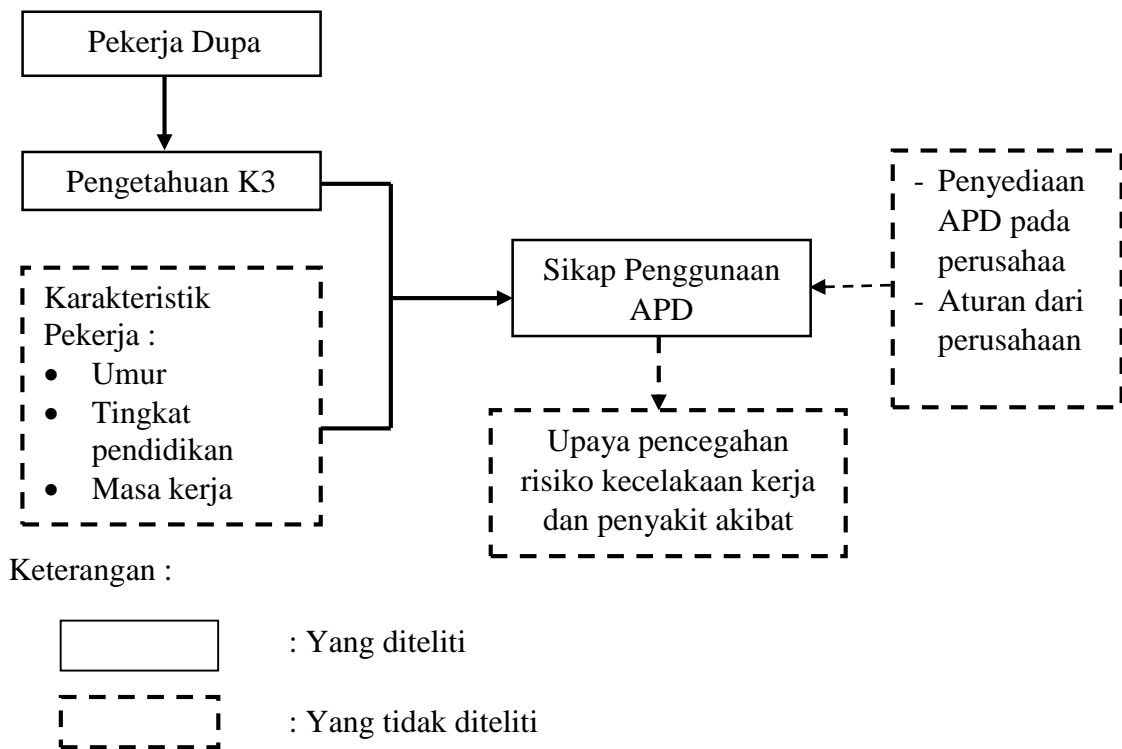 Pekerja Dupa
Pengetahuan K3
Karakteristik
Pekerja :
• Umur
• Tingkat
pendidikan
• Masa kerja
Sikap Penggunaan
APD
- Penyediaan
APD pada
perusahaa
- Aturan dari
perusahaan
Upaya pencegahan
risiko kecelakaan kerja
dan penyakit akibat
Keterangan :
: Yang diteliti
: Yang tidak diteliti